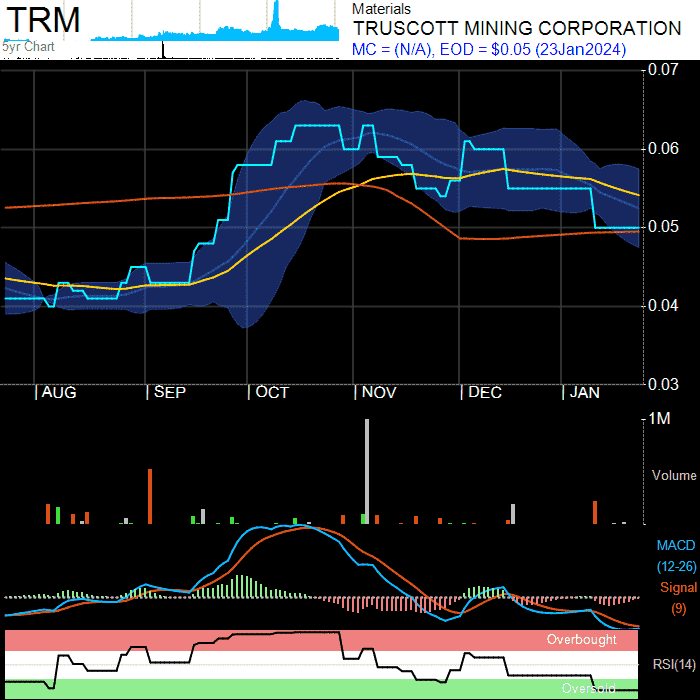 TRM
5yr Chart
Materials
TRUSCOTT MINING CORPORATION
MC = (N/A), EOD = $0.05 (23Jan2024)
0.07
0.06
0.05
0.04
0.03
AUG SEP OCT NOV DEC JAN
1M
Volume
MACD
(12-26)
Signal
(9)
Overbought
RSI(14)
Oversold